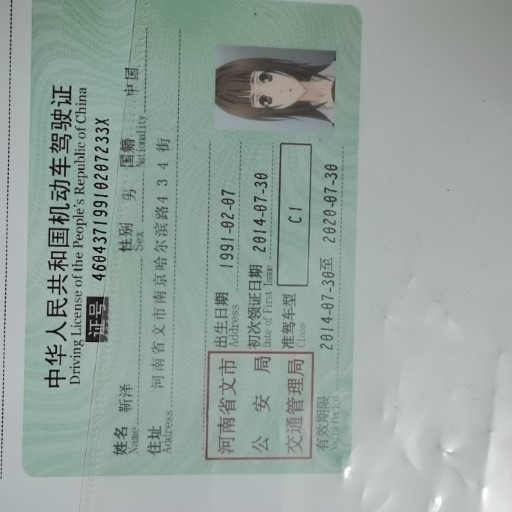 中华人民共和国机动车驾驶证
Driving License of the People's Republic of China
证号 46043719910207233X
姓名 靳泽 性别 男 国籍 中国
Name Sex Nationality
住址 河南省文市南京哈尔滨路434街
Address
河南省文市
公安局
交通管理局
出生日期 1991-02-07
Address
初次领证日期 2014-07-30
Date of First Issue
准驾车型 C1
Class
有效期限 2014-07-30至 2020-07-30